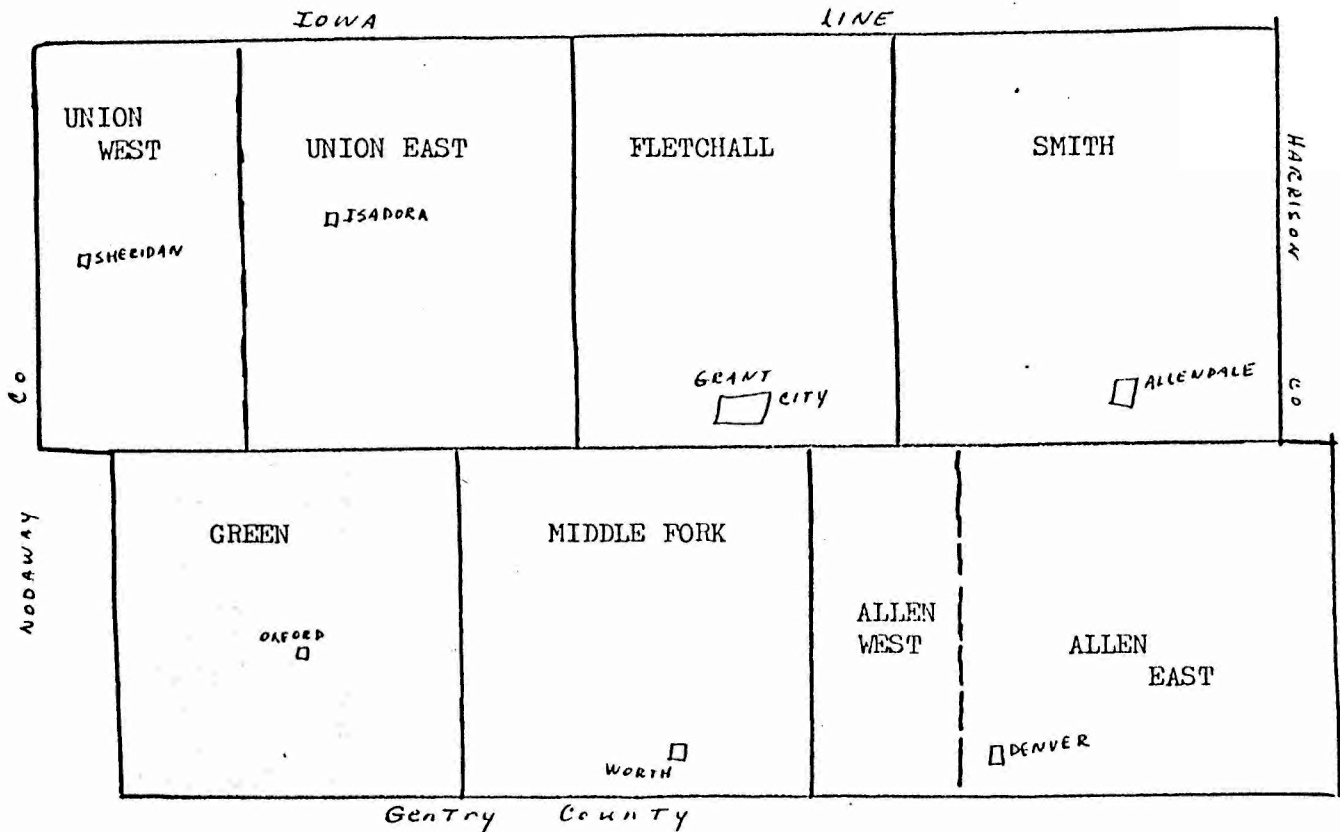 IOWA LINE
UNION
WEST
UNION EAST
FLETCHALL
SMITH
HARRISON CO
ISADORA
SHERIDAN
GRANT
CITY
ALLENDALE
NODAWAY CO
GREEN
MIDDLE FORK
ALLEN
WEST
ALLEN
EAST
OXFORD
WORTH
DENVER
GenTry CounTy